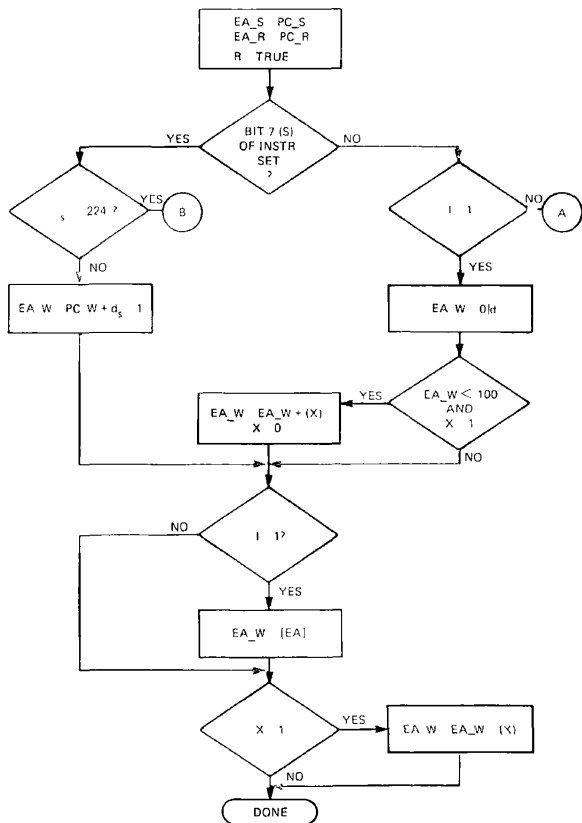 EA_S PC_S
EA_R PC_R
R TRUE
BIT 7 (S)
OF INSTR
SET
?
YES
NO
s 224 ?
YES
B
I 1
NO
A
NO
YES
EA W PC W + d_s 1
EA W
EA_W < 100
AND
X 1
YES
NO
EA_W EA_W + (X)
X 0
I 1?
NO
YES
EA_W [EA]
X 1
YES
EA W EA_W (X)
NO
DONE